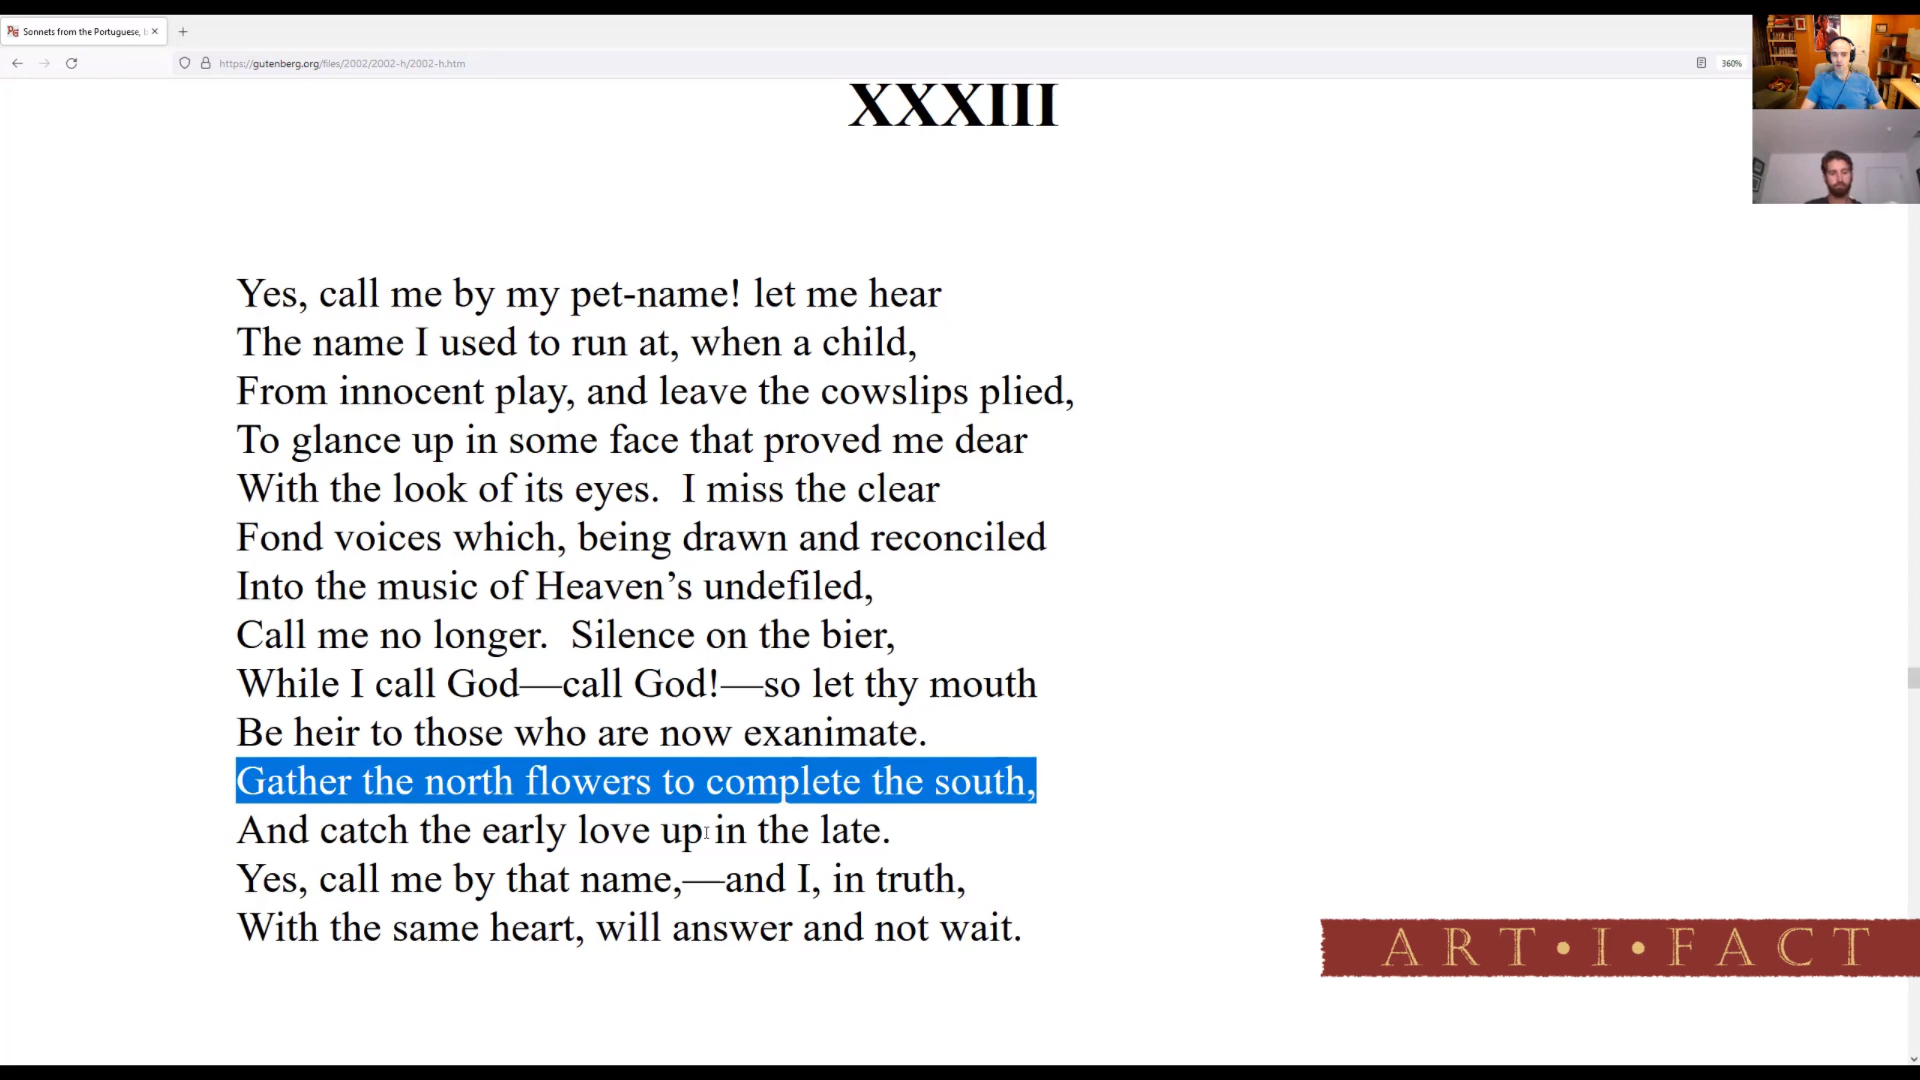 Sonnets from the Portuguese,
https://gutenberg.org/files/2002/2002-h/2002-h.htm
360%
XXXIII
Yes, call me by my pet-name! let me hear
The name I used to run at, when a child,
From innocent play, and leave the cowslips plied,
To glance up in some face that proved me dear
With the look of its eyes.  I miss the clear
Fond voices which, being drawn and reconciled
Into the music of Heaven’s undefiled,
Call me no longer.  Silence on the bier,
While I call God—call God!—so let thy mouth
Be heir to those who are now exanimate.
Gather the north flowers to complete the south,
And catch the early love up in the late.
Yes, call me by that name,—and I, in truth,
With the same heart, will answer and not wait.
ART•I•FACT